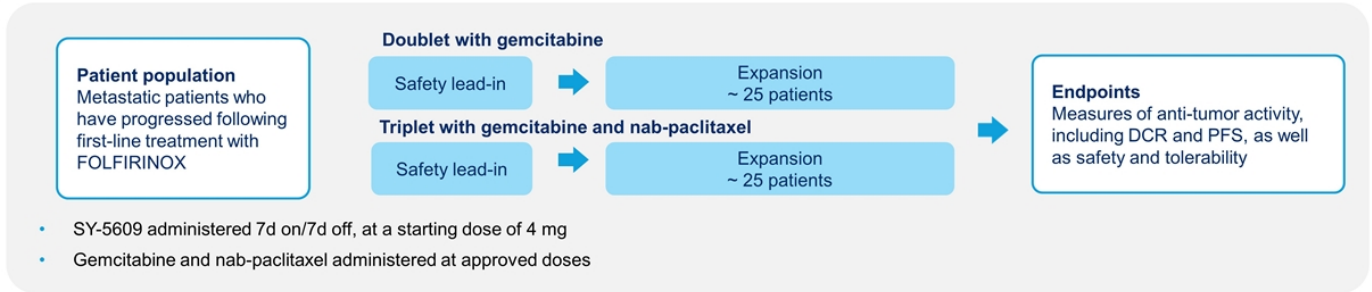 Patient population
Metastatic patients who
have progressed following
first-line treatment with
FOLFIRINOX
Doublet with gemcitabine
Safety lead-in
Expansion
~ 25 patients
Triplet with gemcitabine and nab-paclitaxel
Safety lead-in
Expansion
~ 25 patients
Endpoints
Measures of anti-tumor activity,
including DCR and PFS, as well
as safety and tolerability
• SY-5609 administered 7d on/7d off, at a starting dose of 4 mg
• Gemcitabine and nab-paclitaxel administered at approved doses